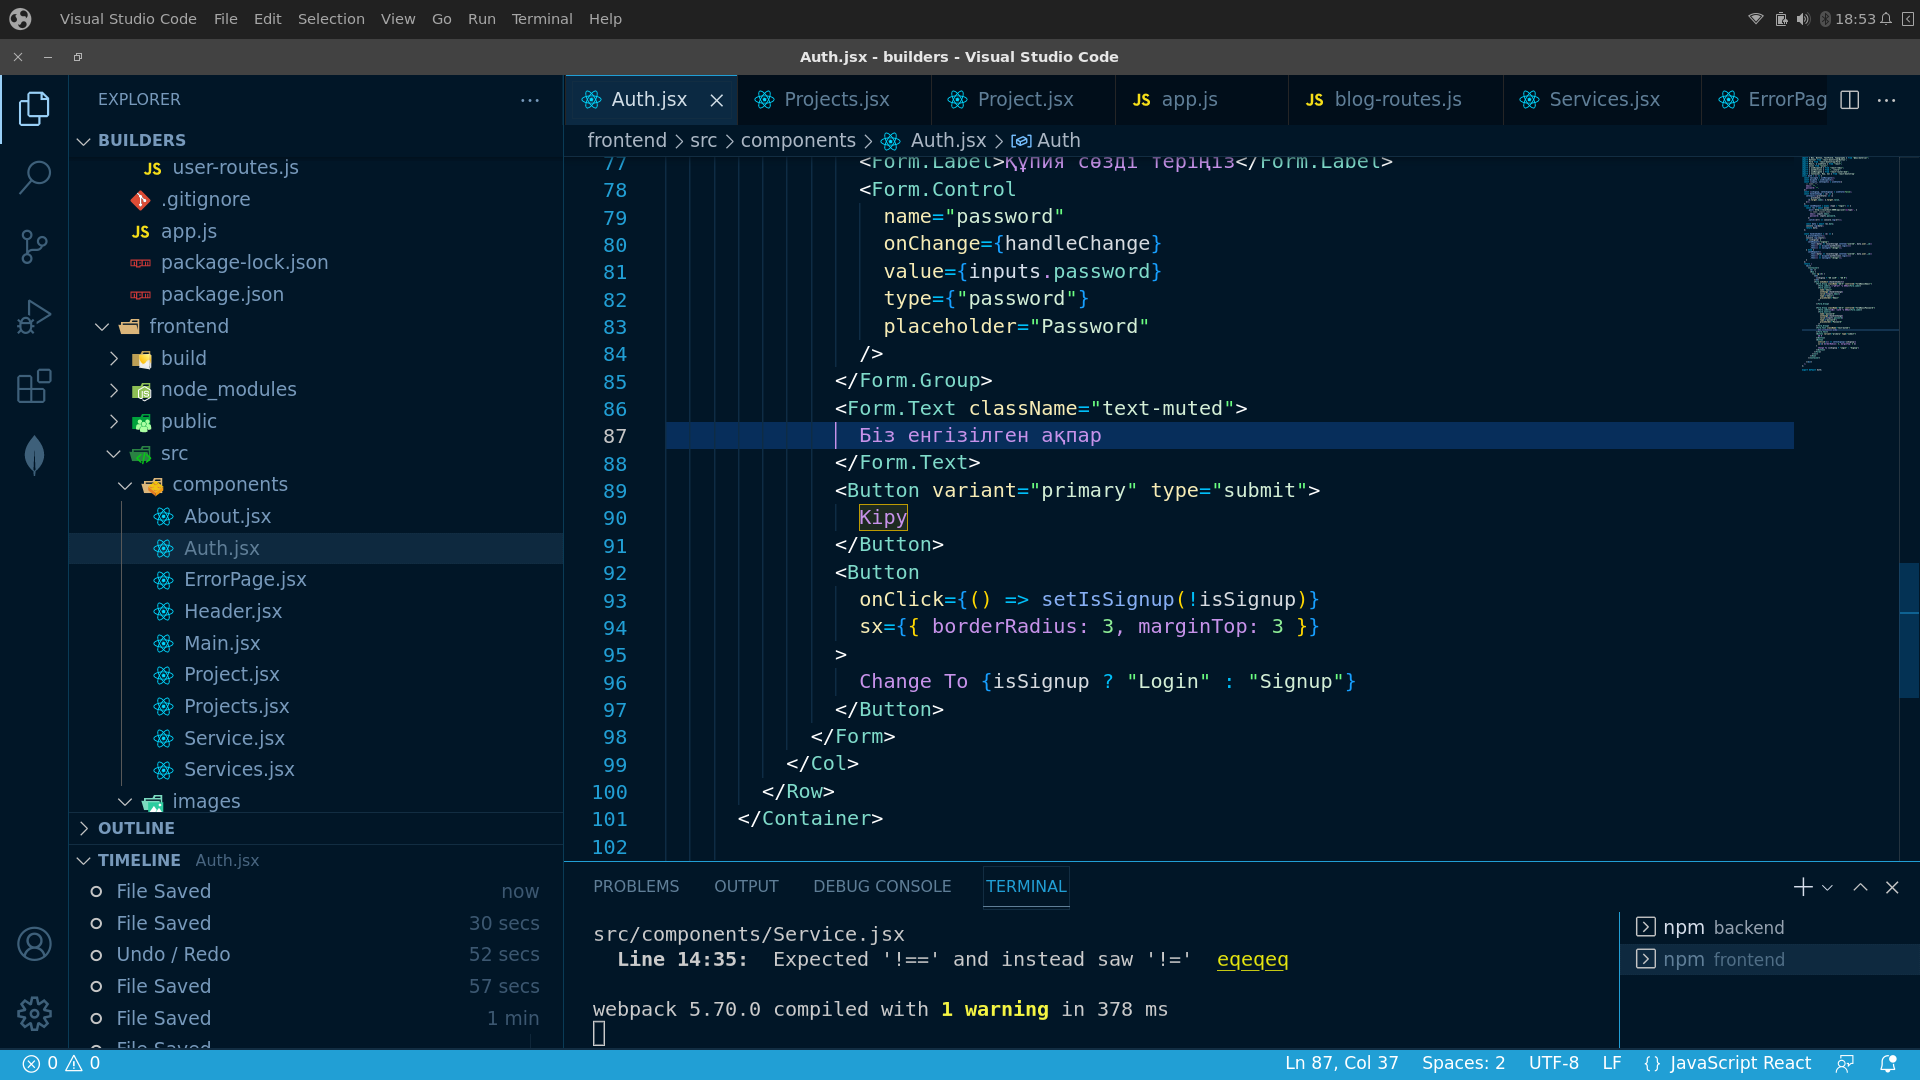 Visual Studio Code File Edit Selection View Go Run Terminal Help 18:53
Auth.jsx - builders - Visual Studio Code
EXPLORER
BUILDERS
user-routes.js
.gitignore
app.js
package-lock.json
package.json
frontend
build
node_modules
public
src
components
About.jsx
Auth.jsx
ErrorPage.jsx
Header.jsx
Main.jsx
Project.jsx
Projects.jsx
Service.jsx
Services.jsx
images
OUTLINE
TIMELINE Auth.jsx
File Saved now
File Saved 30 secs
Undo / Redo 52 secs
File Saved 57 secs
File Saved 1 min
File Saved
Auth.jsx Projects.jsx Project.jsx JS app.js JS blog-routes.js Services.jsx ErrorPag
frontend > src > components > Auth.jsx > Auth
77 <Form.Label>Құпия сөзді теріңіз</Form.Label>
78 <Form.Control
79 name="password"
80 onChange={handleChange}
81 value={inputs.password}
82 type={"password"}
83 placeholder="Password"
84 />
85 </Form.Group>
86 <Form.Text className="text-muted">
87 Біз енгізілген ақпар
88 </Form.Text>
89 <Button variant="primary" type="submit">
90 Кіру
91 </Button>
92 <Button
93 onClick={() => setIsSignup(!isSignup)}
94 sx={{ borderRadius: 3, marginTop: 3 }}
95 >
96 Change To {isSignup ? "Login" : "Signup"}
97 </Button>
98 </Form>
99 </Col>
100 </Row>
101 </Container>
102
PROBLEMS OUTPUT DEBUG CONSOLE TERMINAL
src/components/Service.jsx
Line 14:35: Expected '!==' and instead saw '!=' eqeqeq
webpack 5.70.0 compiled with 1 warning in 378 ms
npm backend
npm frontend
0 0 Ln 87, Col 37 Spaces: 2 UTF-8 LF {} JavaScript React